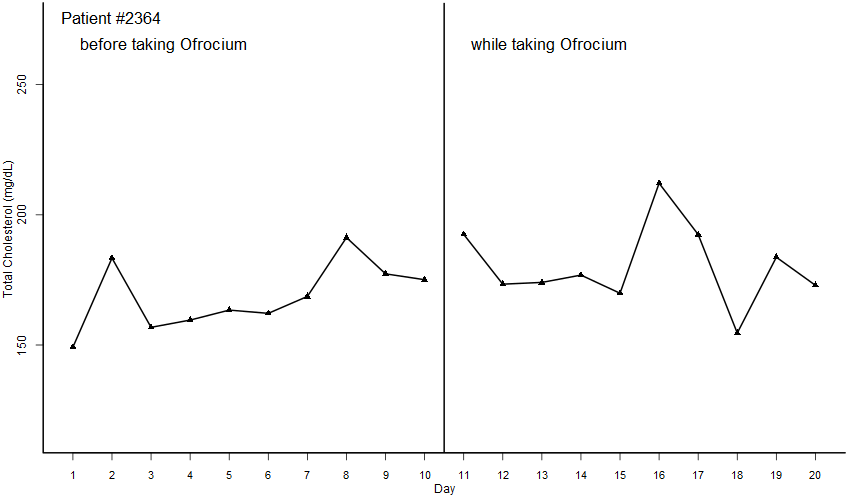 Patient #2364
before taking Ofrocium
while taking Ofrocium
250
200
150
Total Cholesterol (mg/dL)
1 2 3 4 5 6 7 8 9 10 11 12 13 14 15 16 17 18 19 20
Day